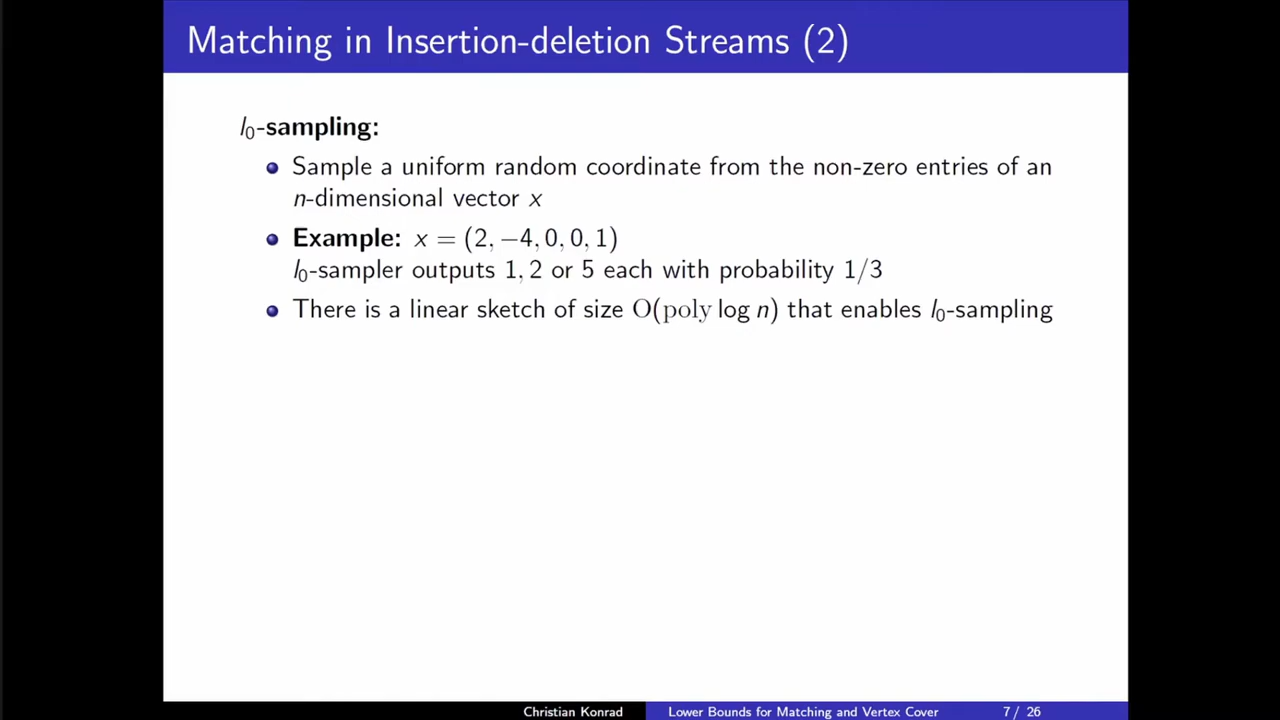 Matching in Insertion-deletion Streams (2)
l₀-sampling:
Sample a uniform random coordinate from the non-zero entries of an
n-dimensional vector x
Example: x = (2, −4, 0, 0, 1)
l₀-sampler outputs 1, 2 or 5 each with probability 1/3
There is a linear sketch of size O(poly log n) that enables l₀-sampling
Christian Konrad
Lower Bounds for Matching and Vertex Cover
7 / 26